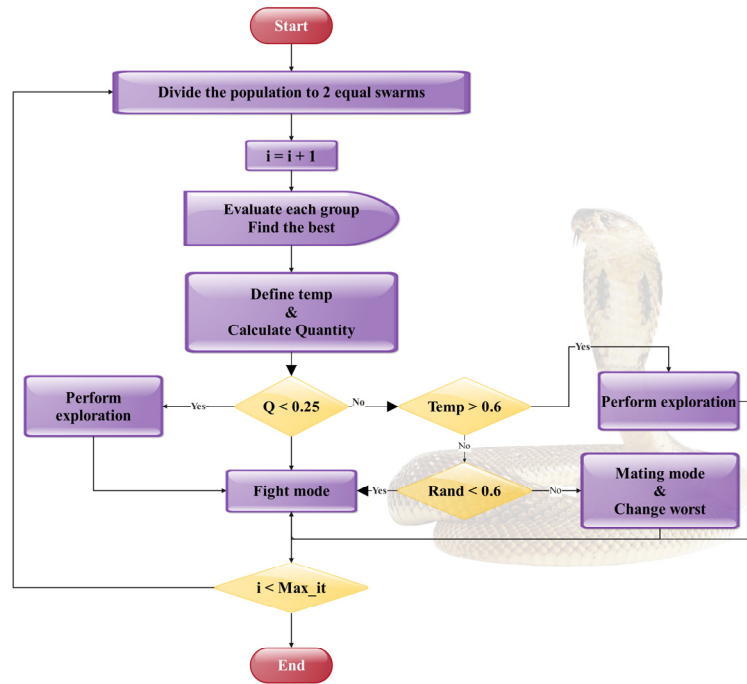 Start
Divide the population to 2 equal swarms
i = i + 1
Evaluate each group
Find the best
Define temp
&
Calculate Quantity
Yes
Perform
exploration
Yes
Q < 0.25
No
Temp > 0.6
Perform exploration
No
Fight mode
Yes
Rand < 0.6
No
Mating mode
&
Change worst
i < Max_it
End